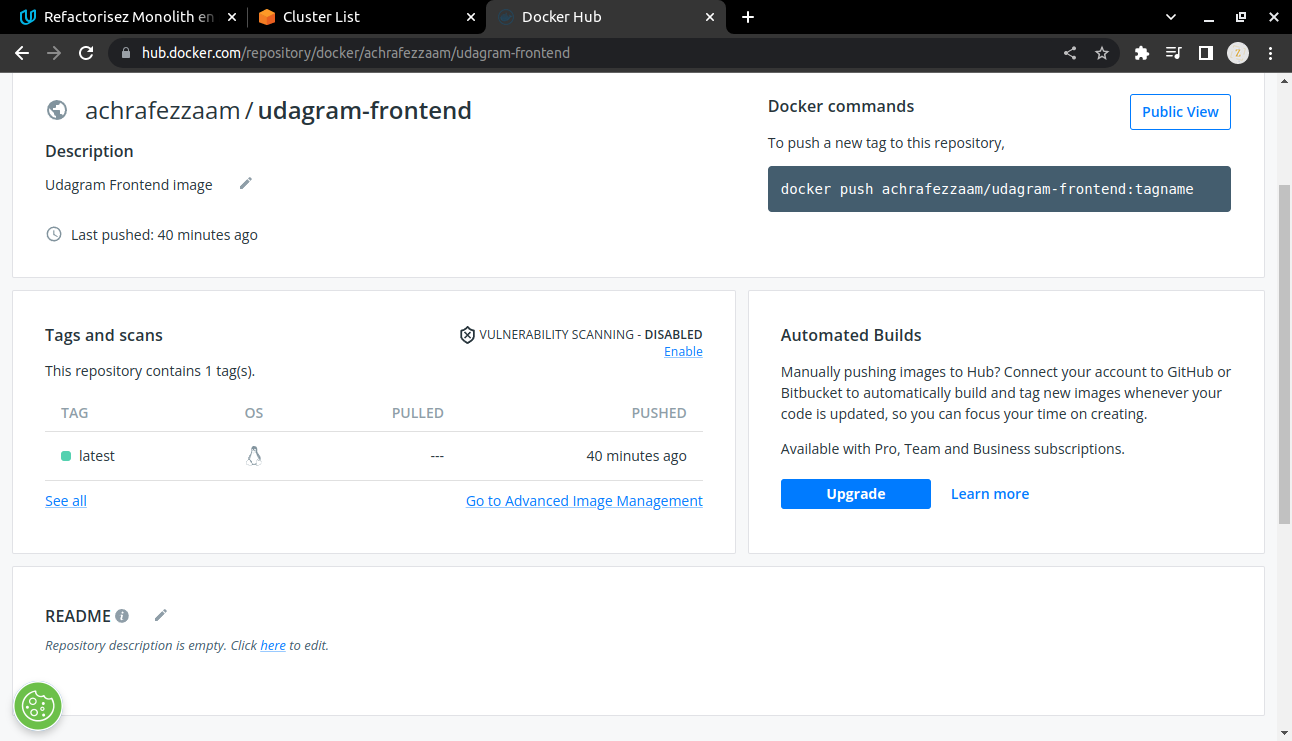 Refactorisez Monolith en
Cluster List
Docker Hub
hub.docker.com/repository/docker/achrafezzaam/udagram-frontend
Z
achrafezzaam / udagram-frontend
Description
Udagram Frontend image
Last pushed: 40 minutes ago
Docker commands
Public View
To push a new tag to this repository,
docker push achrafezzaam/udagram-frontend:tagname
Tags and scans
VULNERABILITY SCANNING - DISABLED
Enable
This repository contains 1 tag(s).
TAG OS PULLED PUSHED
latest --- 40 minutes ago
See all
Go to Advanced Image Management
Automated Builds
Manually pushing images to Hub? Connect your account to GitHub or
Bitbucket to automatically build and tag new images whenever your
code is updated, so you can focus your time on creating.
Available with Pro, Team and Business subscriptions.
Upgrade
Learn more
README
Repository description is empty. Click here to edit.